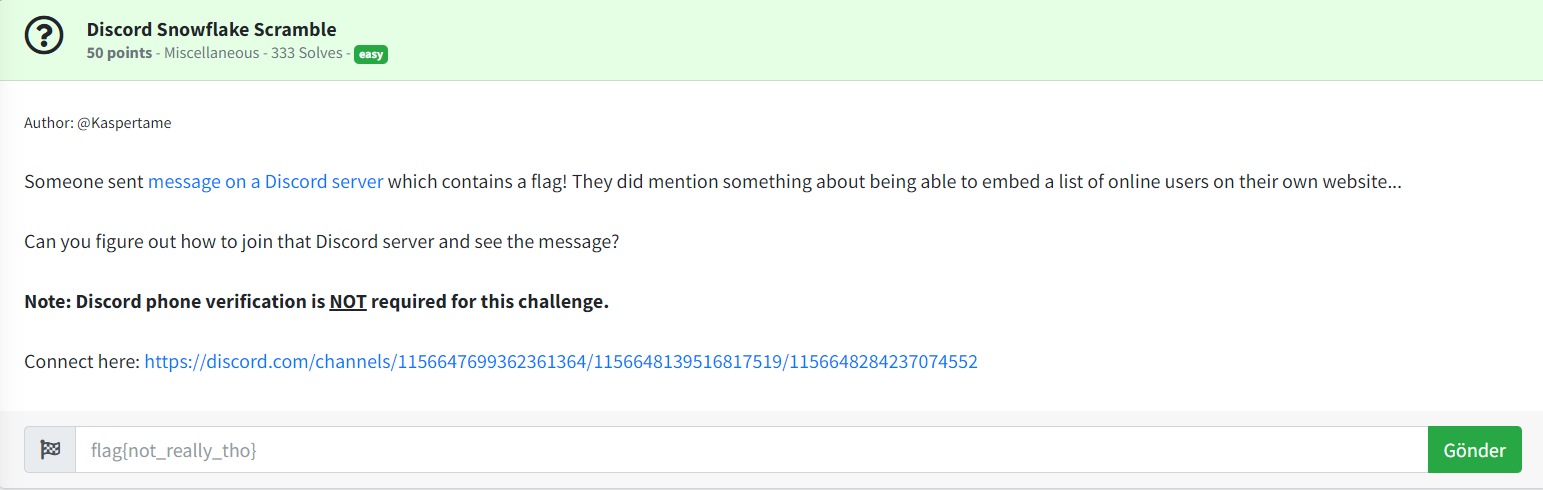 Discord Snowflake Scramble
50 points - Miscellaneous - 333 Solves - easy
Author: @Kaspertame
Someone sent message on a Discord server which contains a flag! They did mention something about being able to embed a list of online users on their own website...
Can you figure out how to join that Discord server and see the message?
Note: Discord phone verification is NOT required for this challenge.
Connect here: https://discord.com/channels/1156647699362361364/1156648139516817519/1156648284237074552
flag{not_really_tho}
Gönder